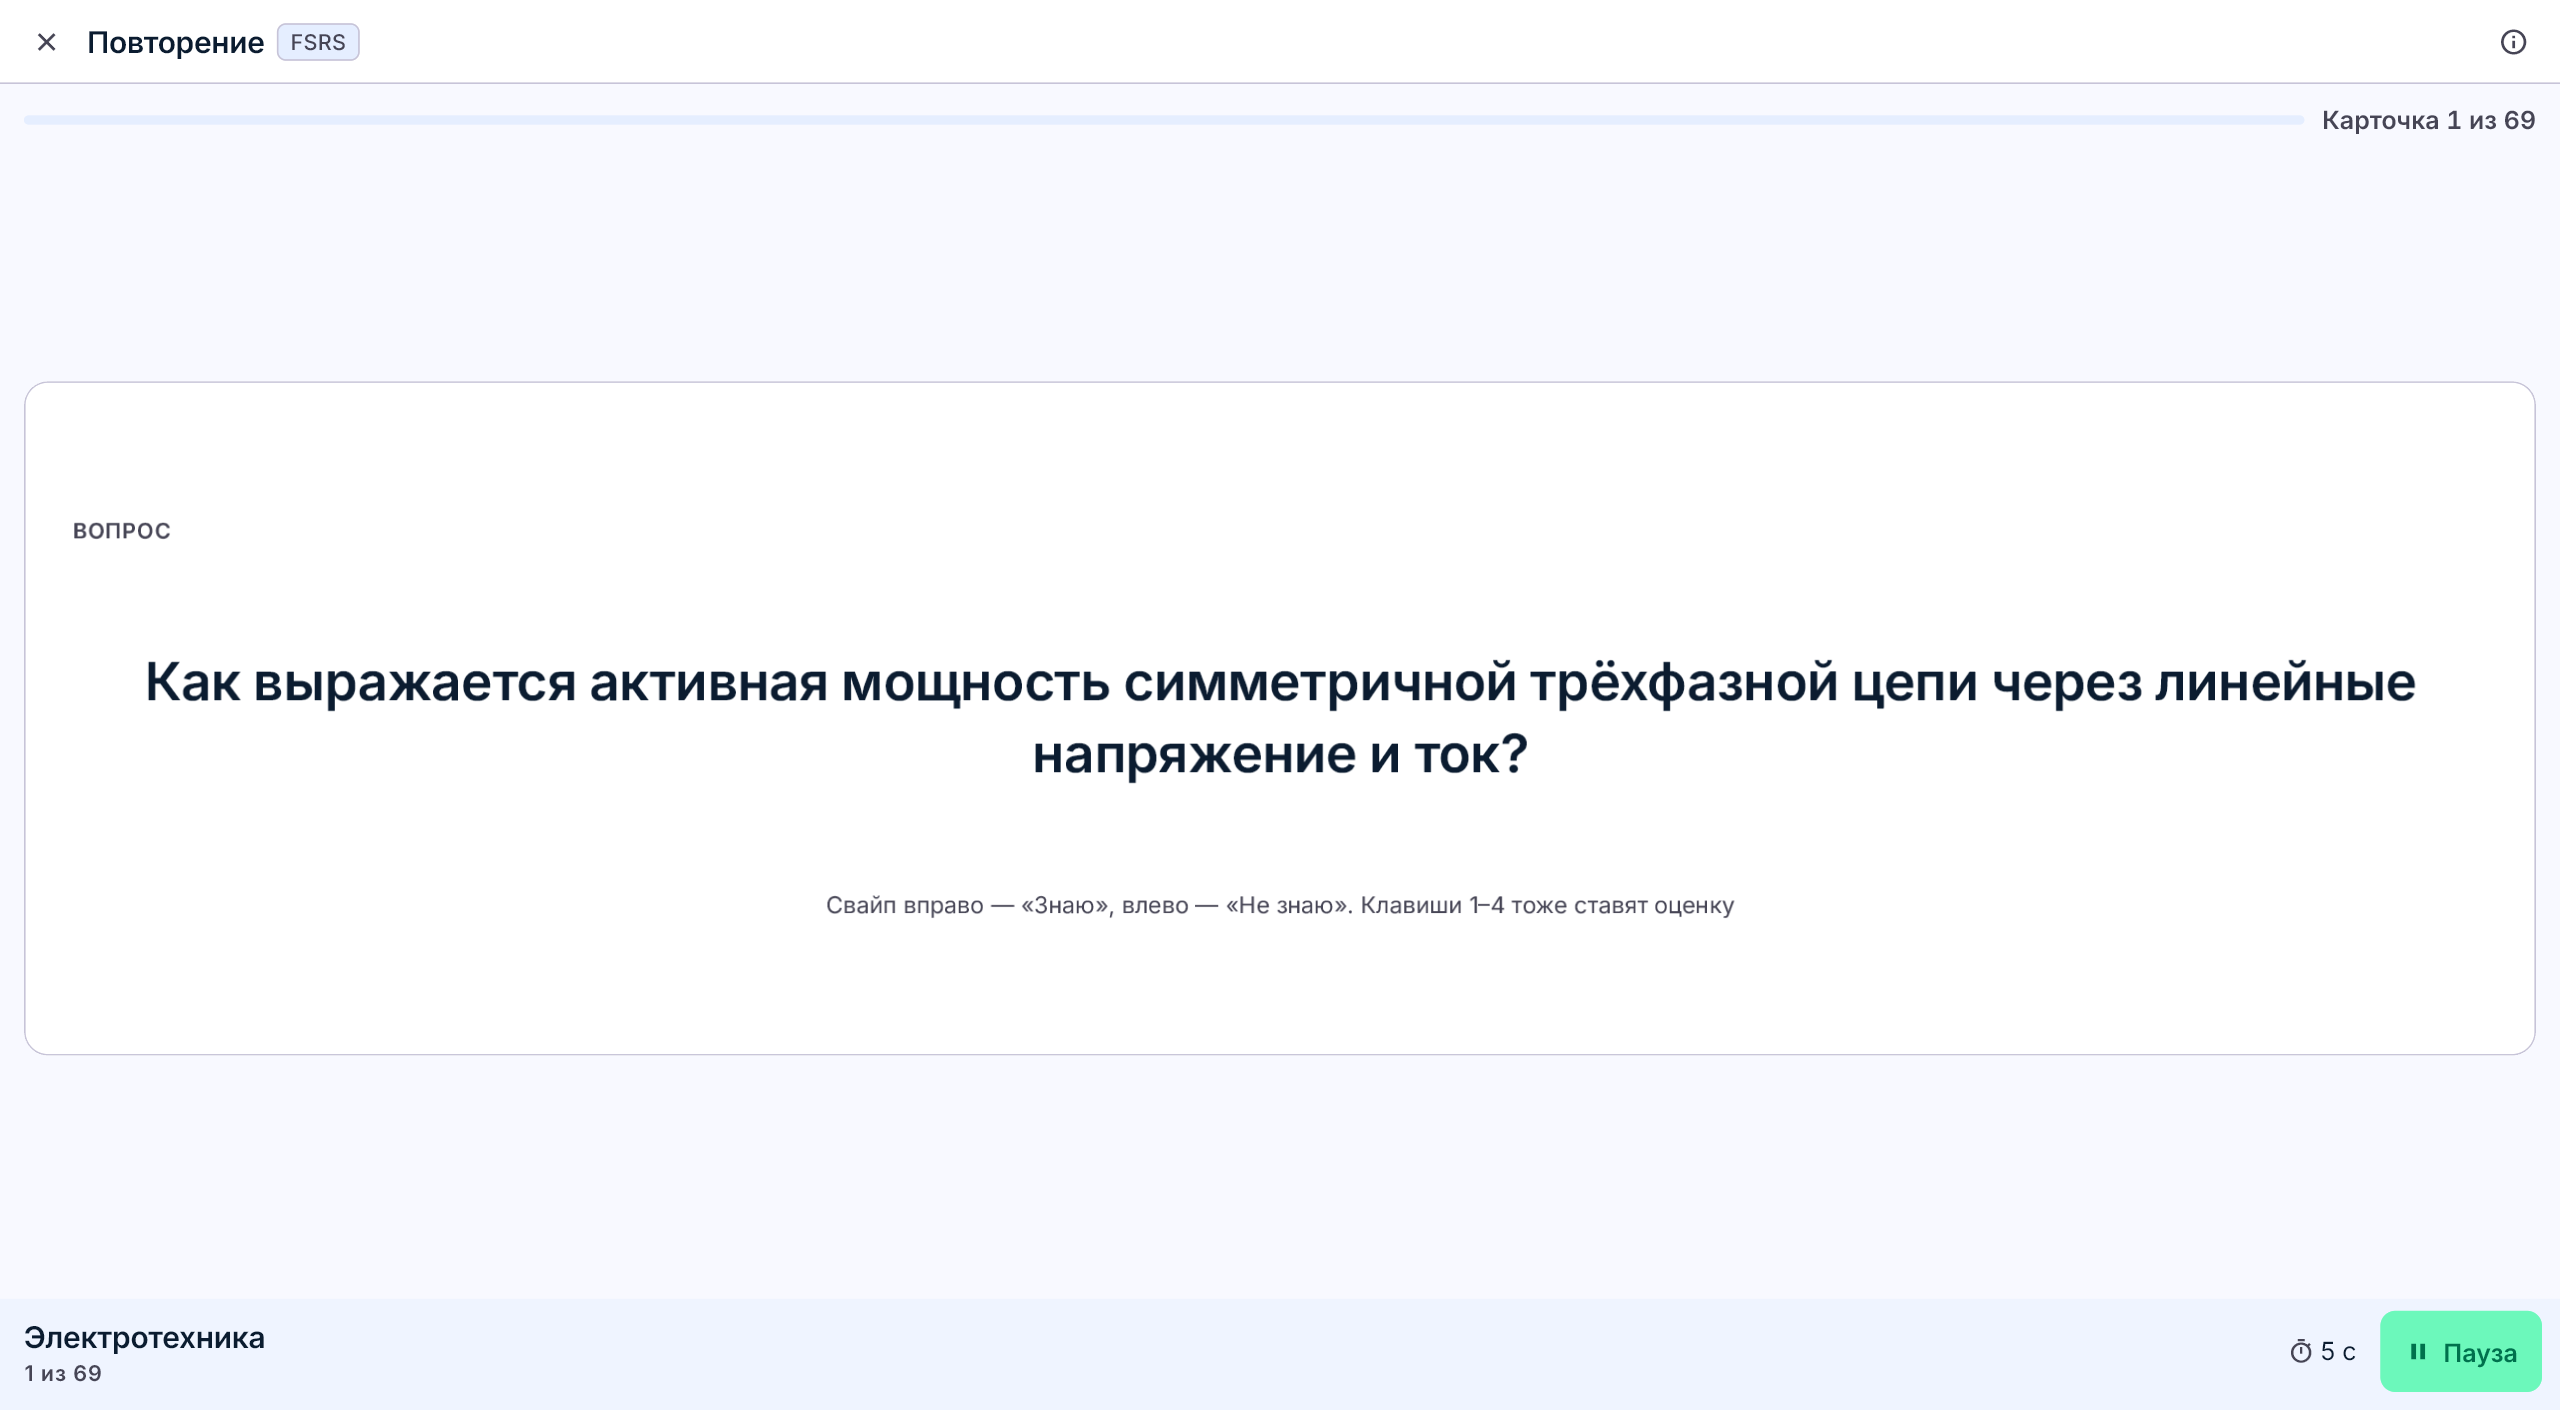 Повторение FSRS
Карточка 1 из 69
ВОПРОС
Как выражается активная мощность симметричной трёхфазной цепи через линейные
напряжение и ток?
Свайп вправо — «Знаю», влево — «Не знаю». Клавиши 1–4 тоже ставят оценку
Электротехника
1 из 69
5 с
Пауза